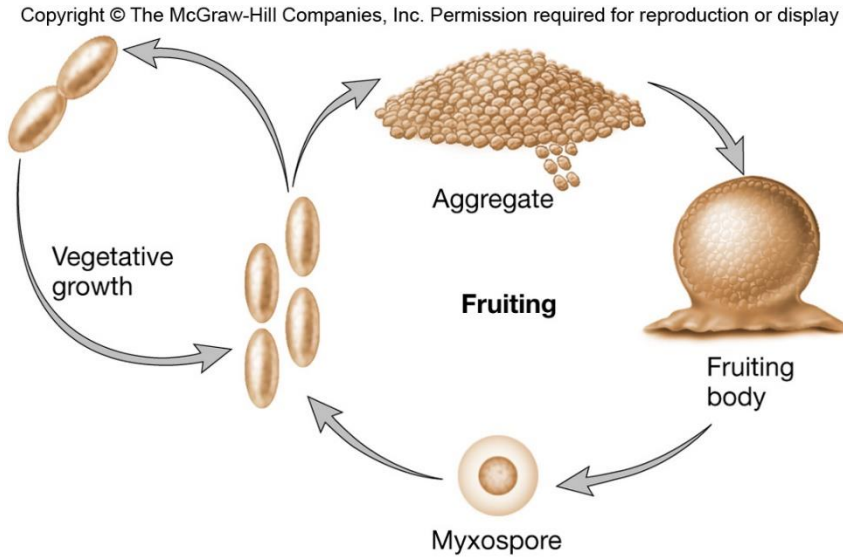 Copyright © The McGraw-Hill Companies, Inc. Permission required for reproduction or display
Aggregate
Vegetative
growth
Fruiting
Fruiting
body
Myxospore